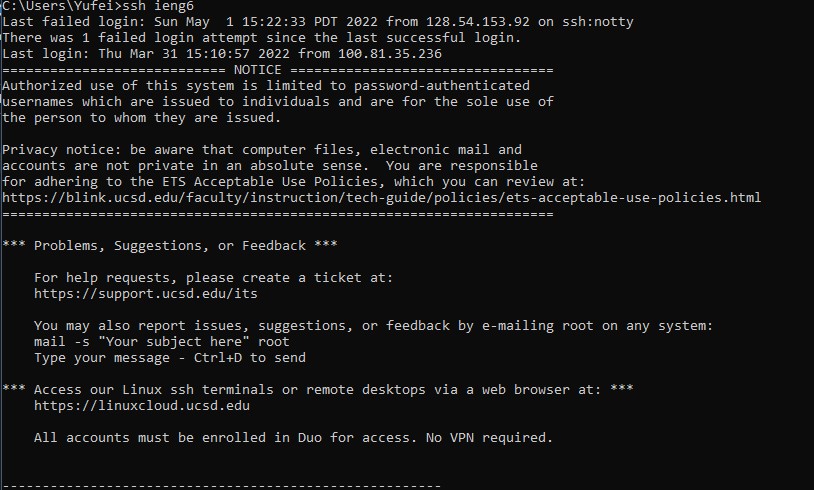 C:\Users\Yufei>ssh ieng6
Last failed login: Sun May  1 15:22:33 PDT 2022 from 128.54.153.92 on ssh:notty
There was 1 failed login attempt since the last successful login.
Last login: Thu Mar 31 15:10:57 2022 from 100.81.35.236
============================ NOTICE =================================
Authorized use of this system is limited to password-authenticated
usernames which are issued to individuals and are for the sole use of
the person to whom they are issued.

Privacy notice: be aware that computer files, electronic mail and
accounts are not private in an absolute sense.  You are responsible
for adhering to the ETS Acceptable Use Policies, which you can review at:
https://blink.ucsd.edu/faculty/instruction/tech-guide/policies/ets-acceptable-use-policies.html
=====================================================================

*** Problems, Suggestions, or Feedback ***

    For help requests, please create a ticket at:
    https://support.ucsd.edu/its

    You may also report issues, suggestions, or feedback by e-mailing root on any system:
    mail -s "Your subject here" root
    Type your message - Ctrl+D to send

*** Access our Linux ssh terminals or remote desktops via a web browser at: ***
    https://linuxcloud.ucsd.edu

    All accounts must be enrolled in Duo for access. No VPN required.


-------------------------------------------------------